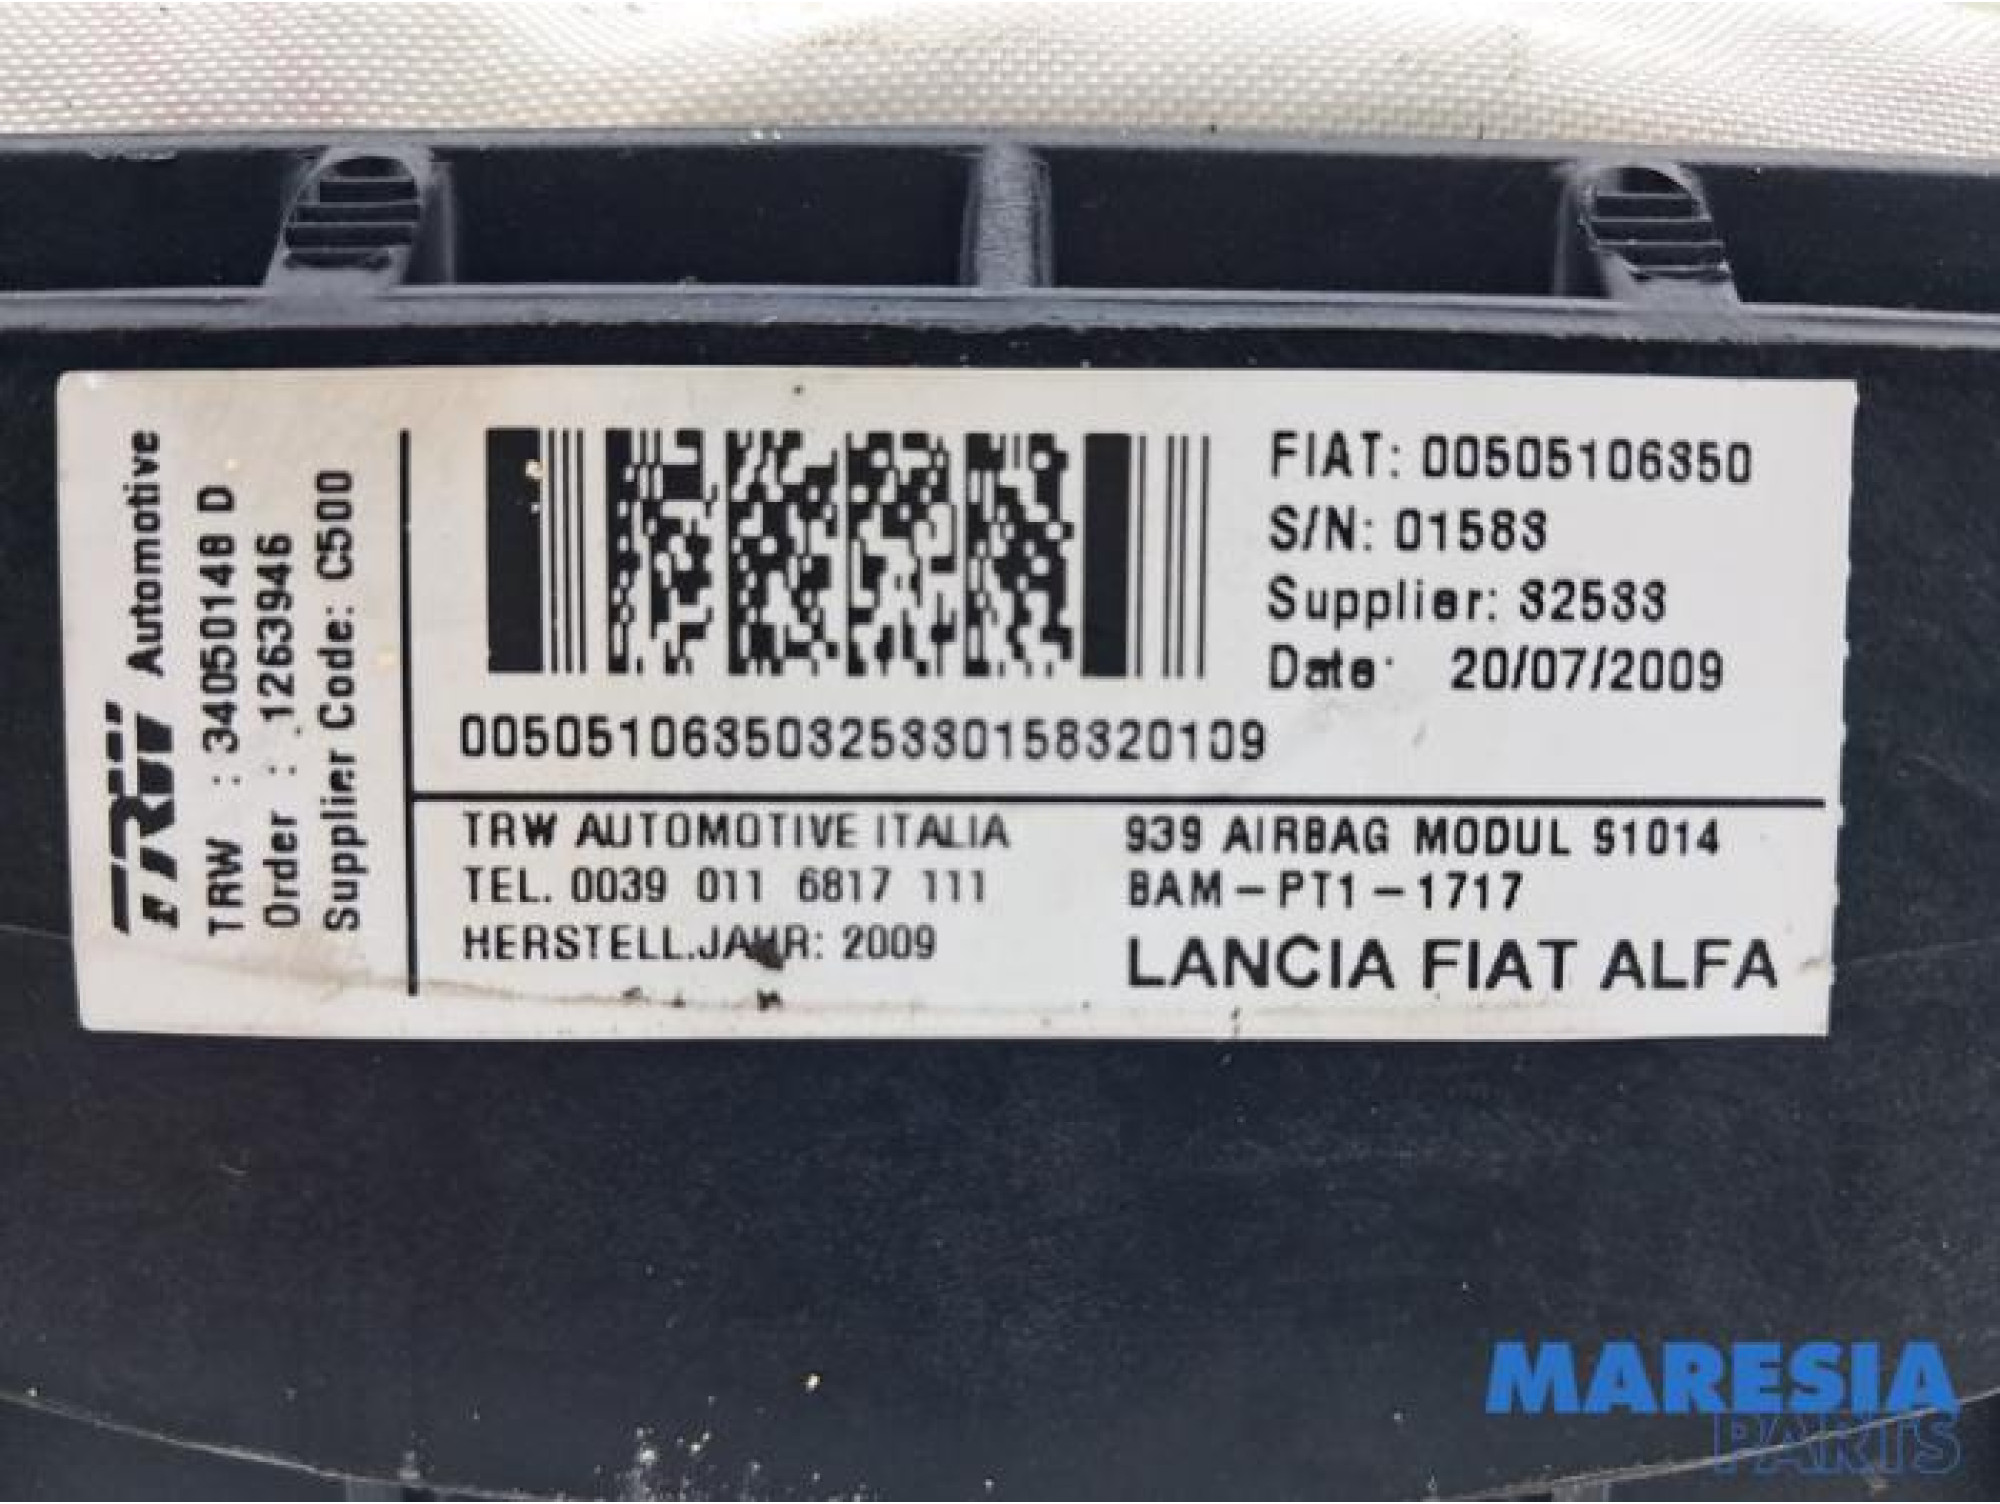 TRW Automotive
TRW : 34050148 D
Order : 12639446
Supplier Code: C500
FIAT: 00505106350
S/N: 01583
Supplier: 32533
Date: 20/07/2009
00505106350325330158320109
TRW AUTOMOTIVE ITALIA
TEL. 0039 011 6817 111
HERSTELL.JAHR: 2009
939 AIRBAG MODUL S1014
BAM-PT1-1717
LANCIA FIAT ALFA
MARESIA
PARTS